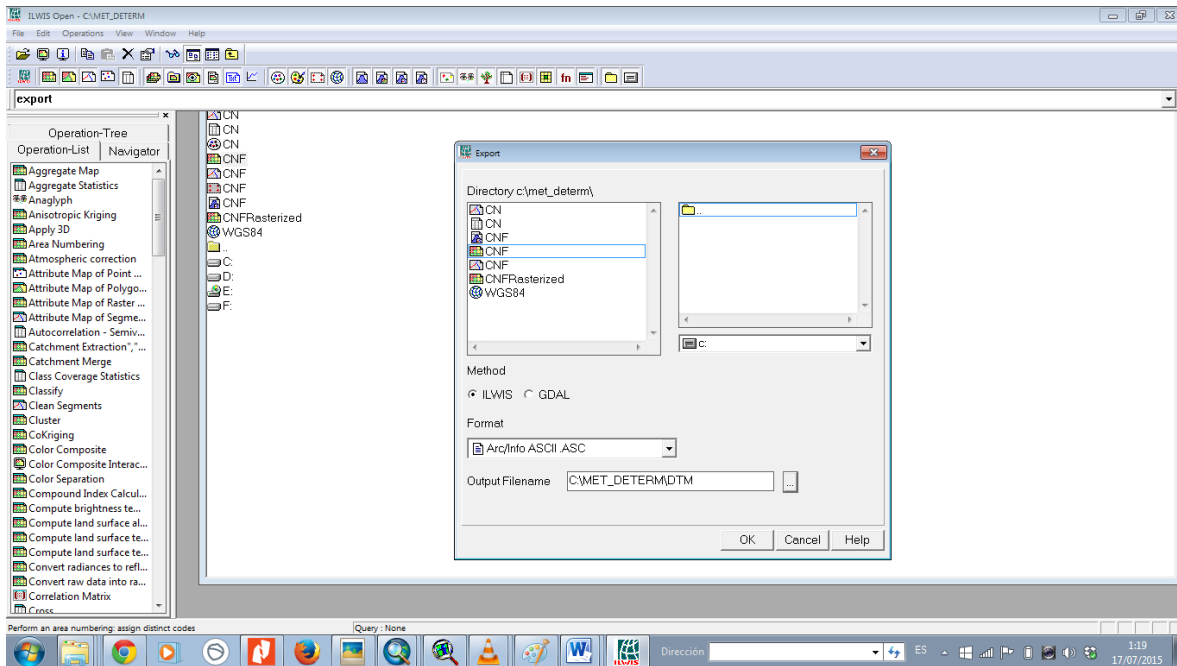 ILWIS Open - C:\MET_DETERM
File Edit Operations View Window Help
export
Operation-Tree
Operation-List Navigator
Aggregate Map
Aggregate Statistics
Anaglyph
Anisotropic Kriging
Apply 3D
Area Numbering
Atmospheric correction
Attribute Map of Point ...
Attribute Map of Polygo...
Attribute Map of Raster ...
Attribute Map of Segme...
Autocorrelation - Semiv...
Catchment Extraction","...
Catchment Merge
Class Coverage Statistics
Classify
Clean Segments
Cluster
CoKriging
Color Composite
Color Composite Interac...
Color Separation
Compound Index Calcul...
Compute brightness te...
Compute land surface al...
Compute land surface te...
Compute land surface te...
Convert radiances to refl...
Convert raw data into ra...
Correlation Matrix
Cross
CN
CN
CN
CNF
CNF
CNF
CNF
CNFRasterized
WGS84
..
C:
D:
E:
F:
Export
Directory c:\met_determ\
CN
CN
CNF
CNF
CNF
CNFRasterized
WGS84
..
c:
Method
ILWIS GDAL
Format
Arc/Info ASCII .ASC
Output Filename C:\MET_DETERM\DTM ...
OK Cancel Help
Perform an area numbering: assign distinct codes
Query : None
Dirección
ES
1:19
17/07/2015